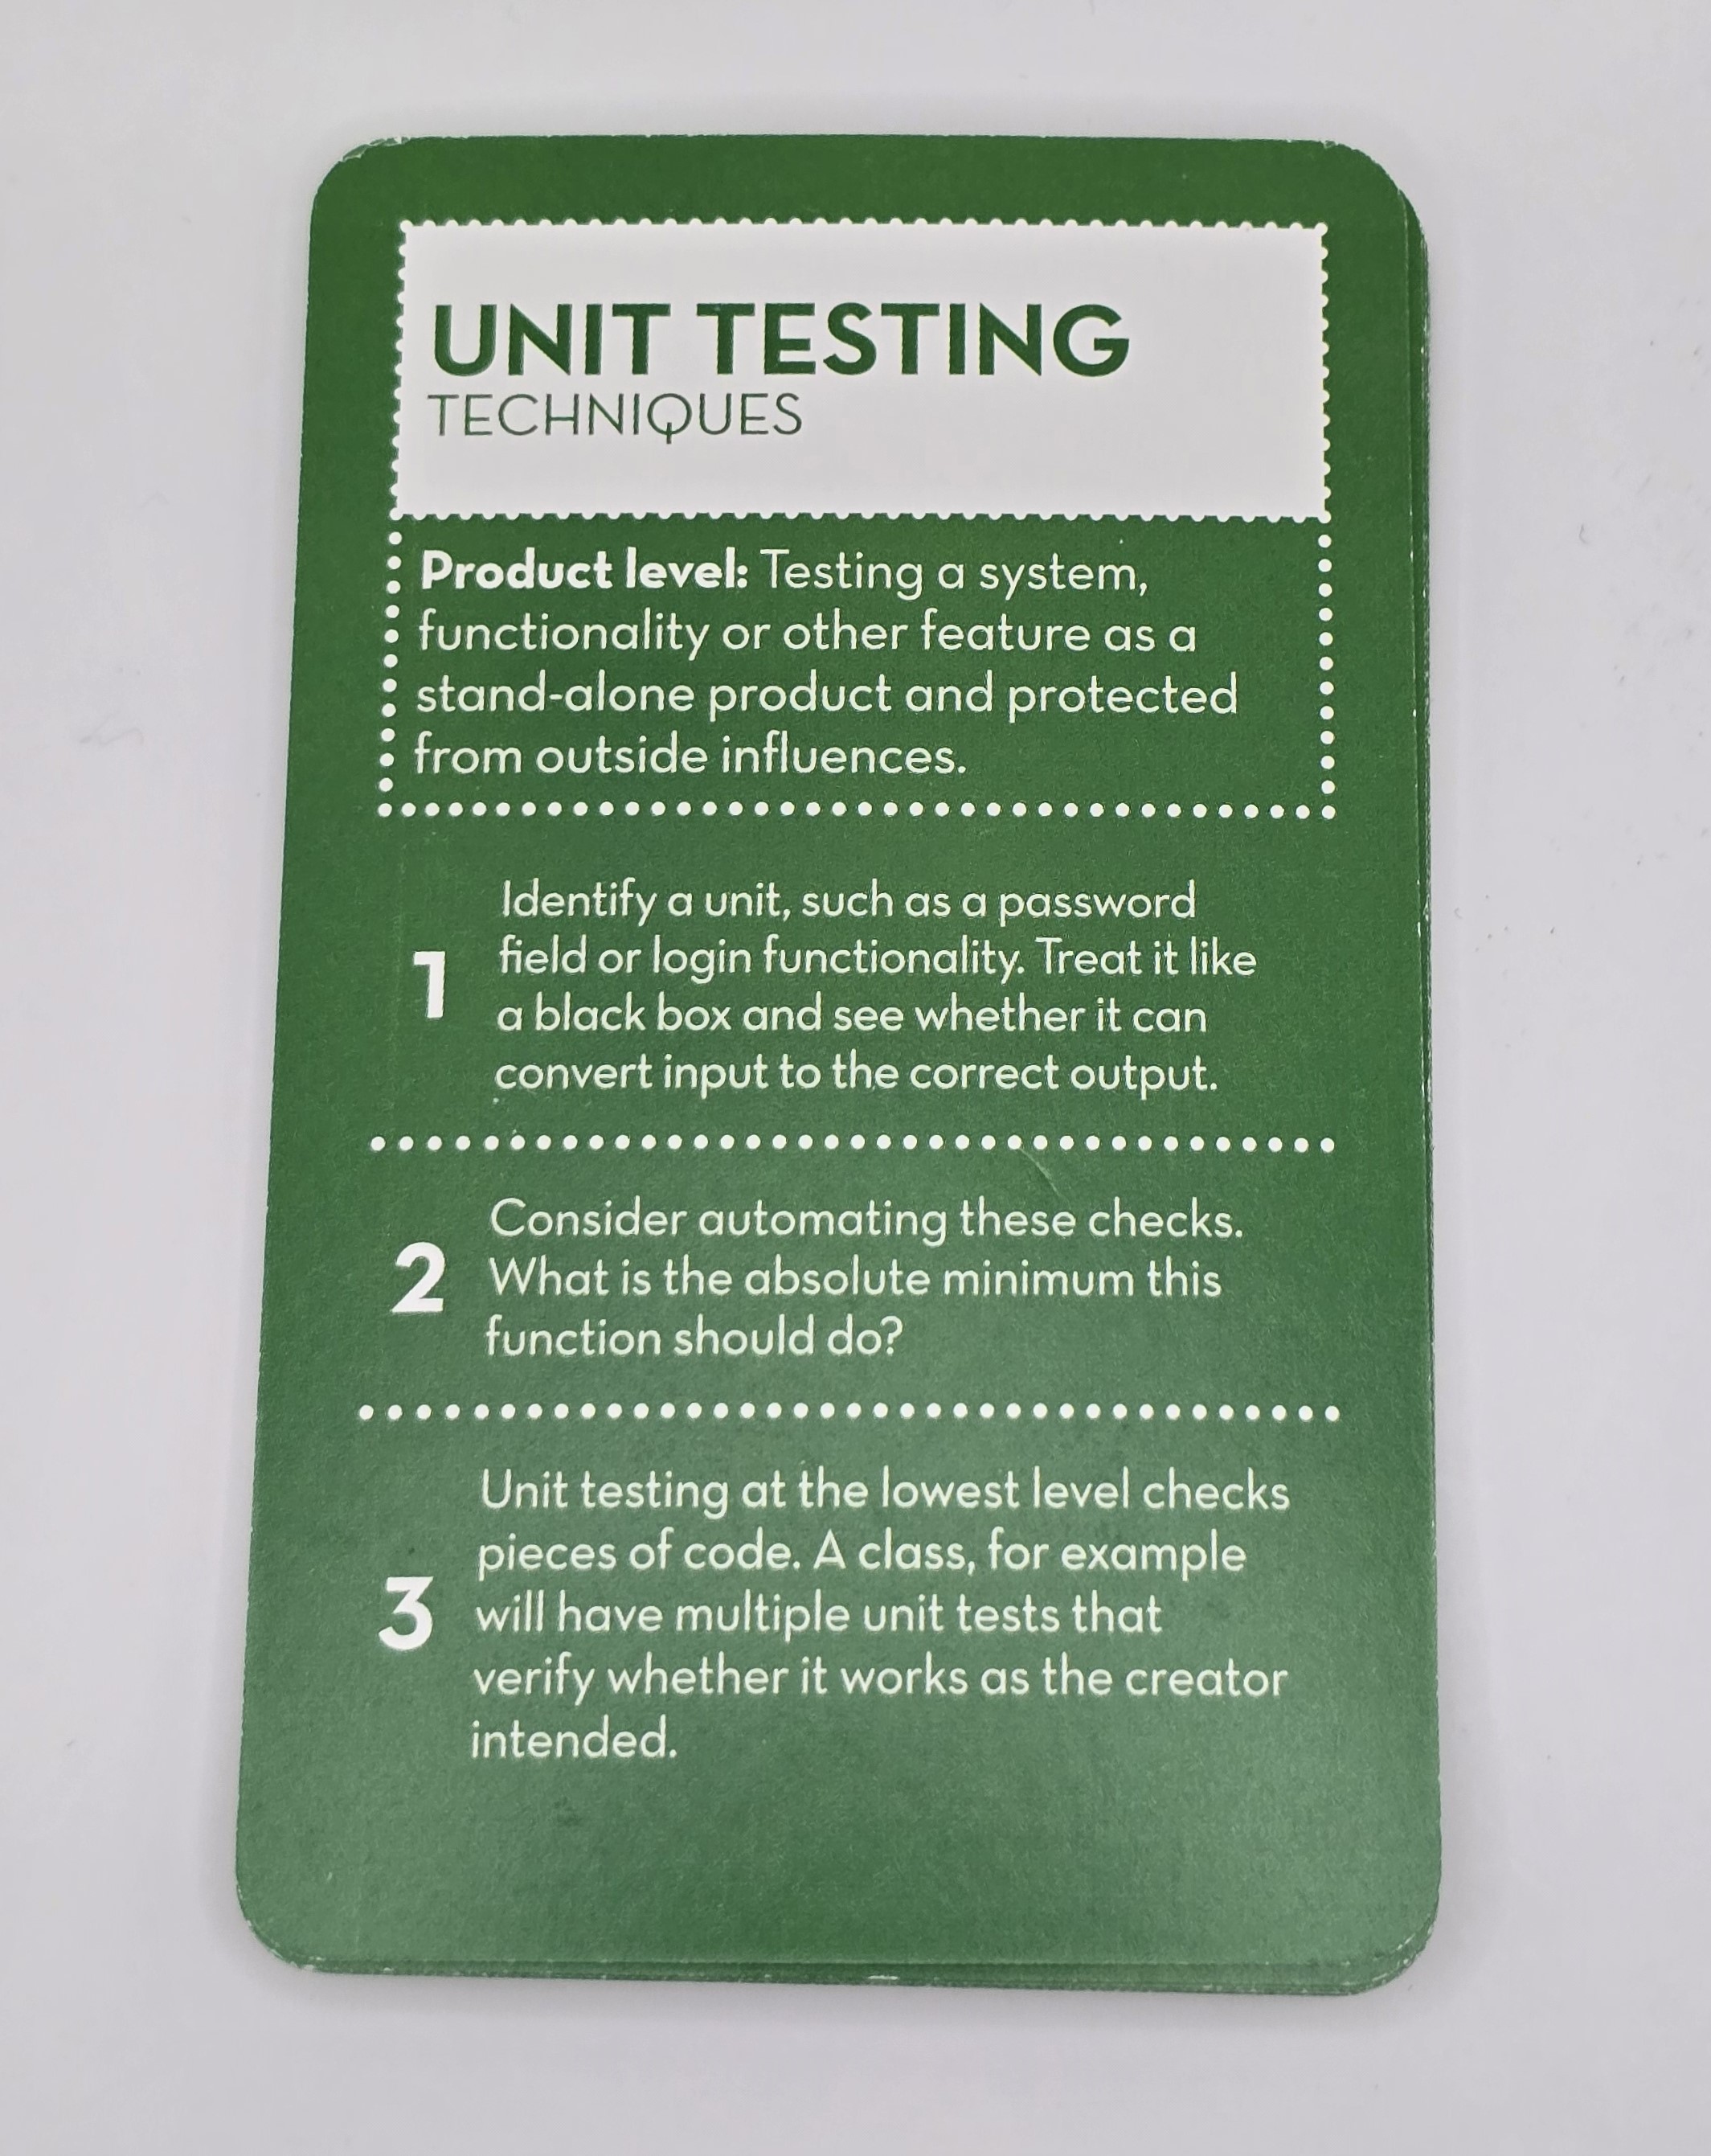 UNIT TESTING
TECHNIQUES
Product level: Testing a system,
functionality or other feature as a
stand-alone product and protected
from outside influences.
1
Identify a unit, such as a password
field or login functionality. Treat it like
a black box and see whether it can
convert input to the correct output.
2
Consider automating these checks.
What is the absolute minimum this
function should do?
3
Unit testing at the lowest level checks
pieces of code. A class, for example
will have multiple unit tests that
verify whether it works as the creator
intended.